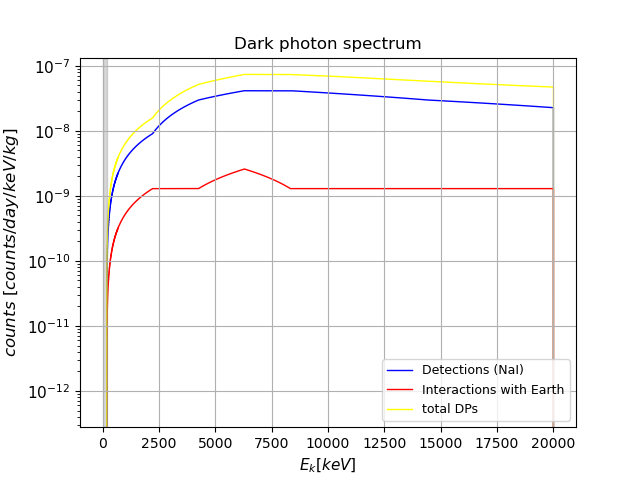 Dark photon spectrum
counts [counts/day/keV/kg]
10⁻⁷
10⁻⁸
10⁻⁹
10⁻¹⁰
10⁻¹¹
10⁻¹²
Detections (NaI)
Interactions with Earth
total DPs
0 2500 5000 7500 10000 12500 15000 17500 20000
Eₖ[keV]